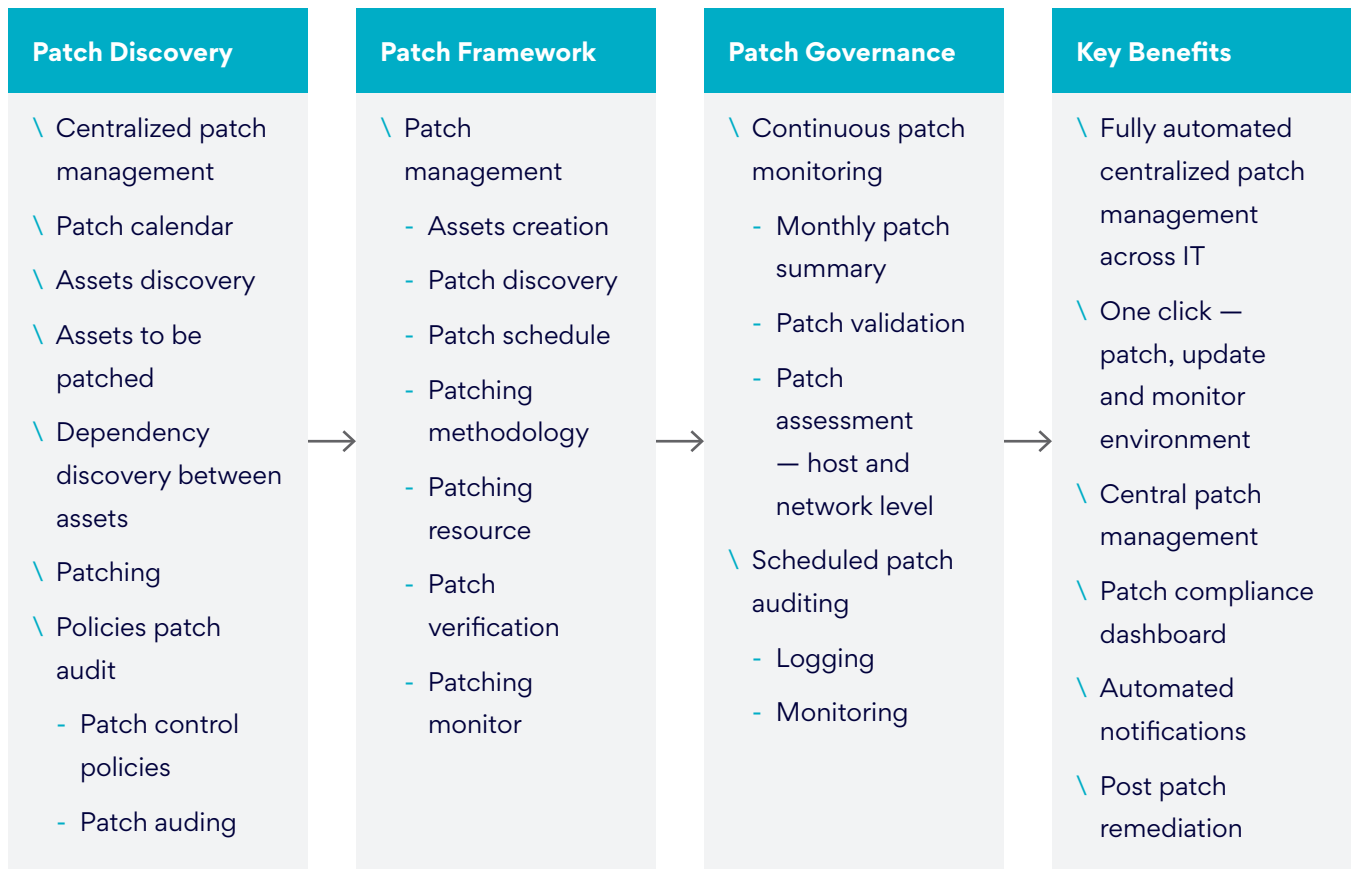 Patch Discovery
\ Centralized patch
management
\ Patch calendar
\ Assets discovery
\ Assets to be
patched
\ Dependency
discovery between
assets
\ Patching
\ Policies patch
audit
- Patch control
policies
- Patch auding
Patch Framework
\ Patch
management
- Assets creation
- Patch discovery
- Patch schedule
- Patching
methodology
- Patching
resource
- Patch
verification
- Patching
monitor
Patch Governance
\ Continuous patch
monitoring
- Monthly patch
summary
- Patch validation
- Patch
assessment
— host and
network level
\ Scheduled patch
auditing
- Logging
- Monitoring
Key Benefits
\ Fully automated
centralized patch
management
across IT
\ One click —
patch, update
and monitor
environment
\ Central patch
management
\ Patch compliance
dashboard
\ Automated
notifications
\ Post patch
remediation